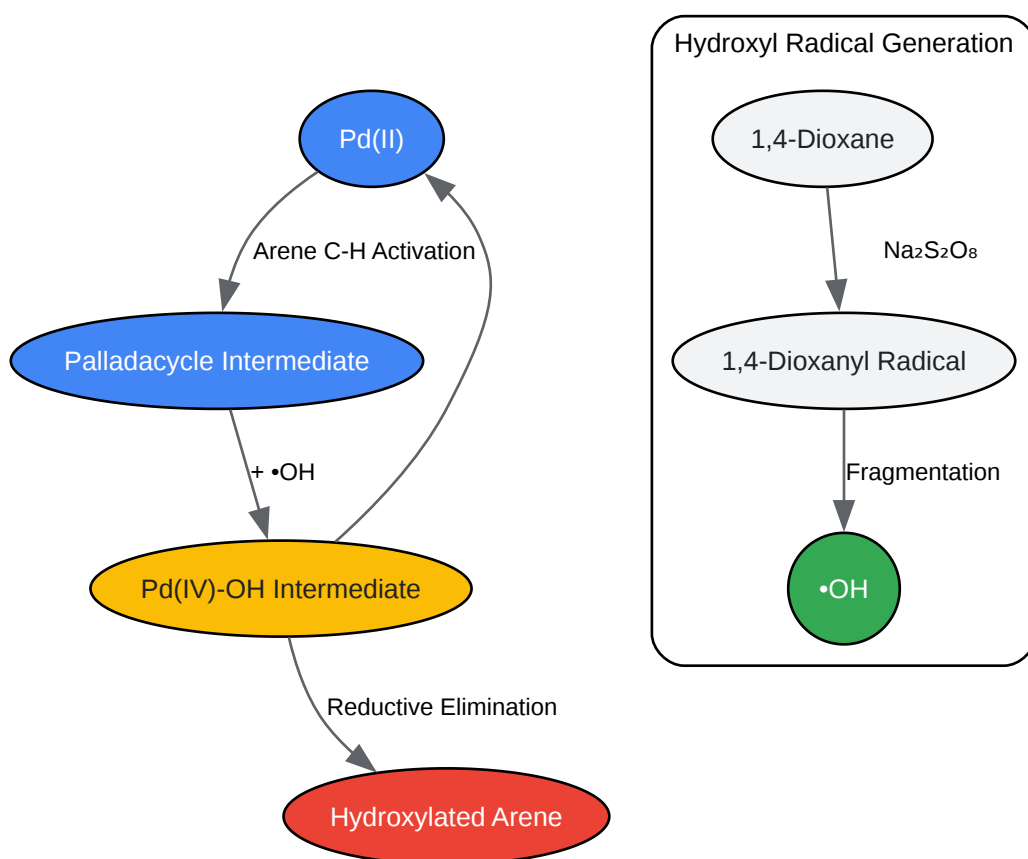 Pd(II)
Arene C-H Activation
Palladacycle Intermediate
+ •OH
Pd(IV)-OH Intermediate
Reductive Elimination
Hydroxylated Arene
Hydroxyl Radical Generation
1,4-Dioxane
Na₂S₂O₈
1,4-Dioxanyl Radical
Fragmentation
•OH